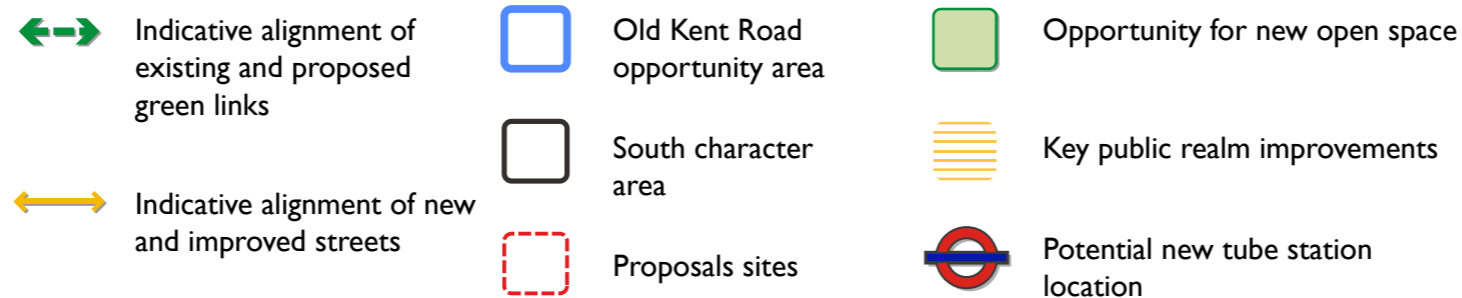 Indicative alignment of
existing and proposed
green links
Indicative alignment of new
and improved streets
Old Kent Road
opportunity area
South character
area
Proposals sites
Opportunity for new open space
Key public realm improvements
Potential new tube station
location